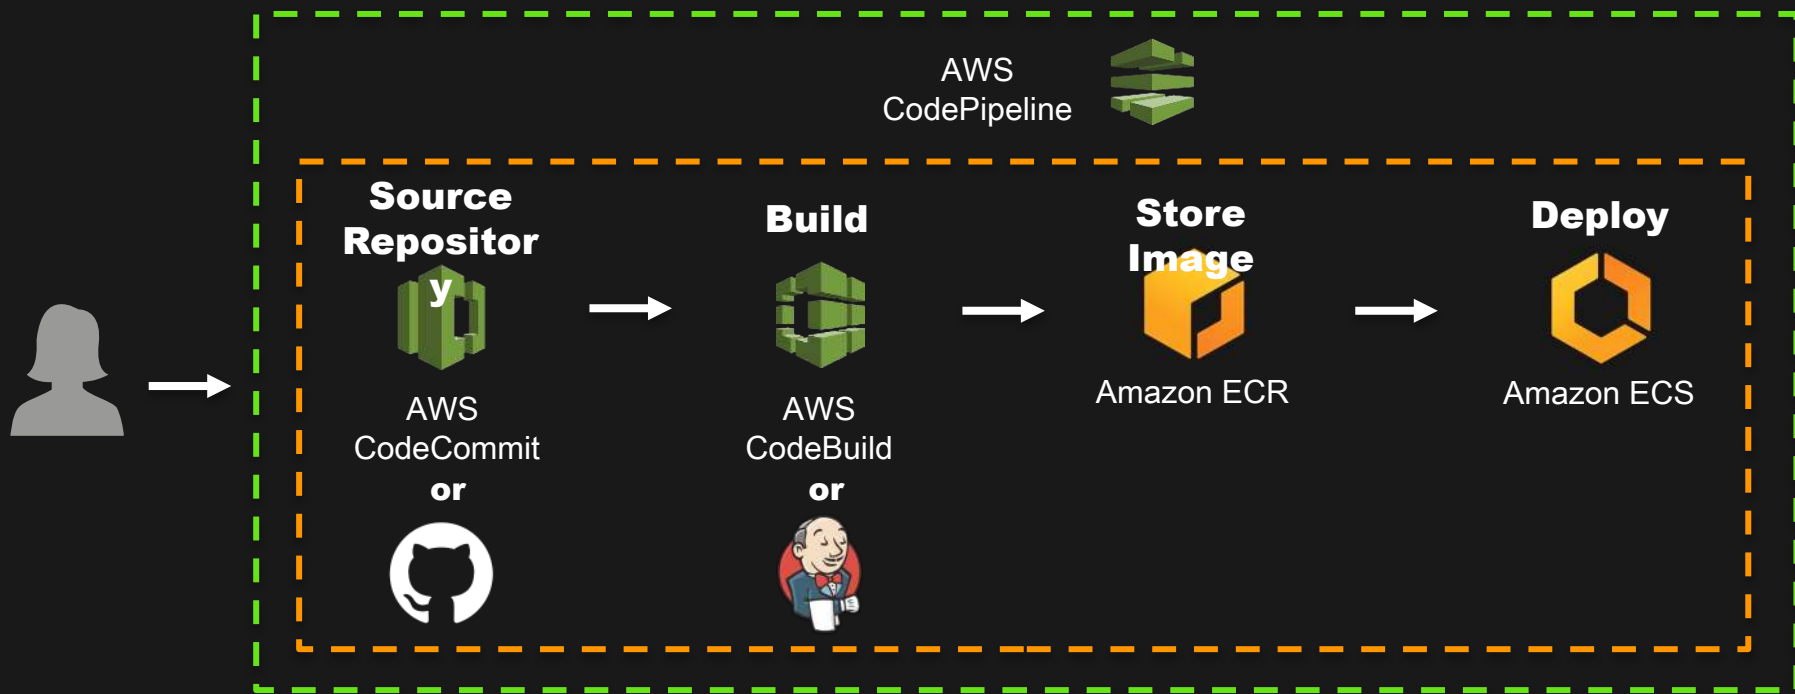 AWS
CodePipeline
Source
Repositor
y
AWS
CodeCommit
or
Build
AWS
CodeBuild
or
Store
Image
Amazon ECR
Deploy
Amazon ECS